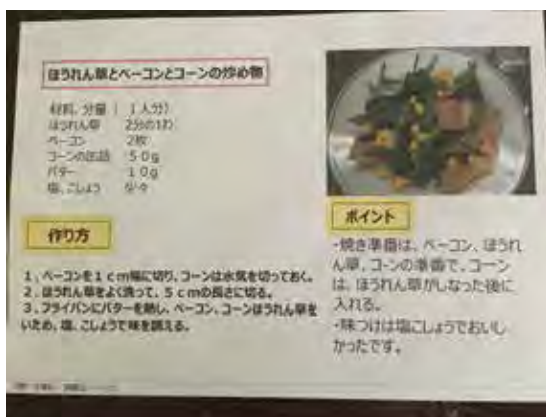 ほうれん草とベーコンとコーンの炒め物
材料、分量(1人分)
ほうれん草 2分の1わ
ベーコン 2枚
コーンの缶詰 50g
バター 10g
塩、こしょう 少々
作り方
1、ベーコンを1cm幅に切り、コーンは水気を切っておく。
2、ほうれん草をよく洗って、5cmの長さに切る。
3、フライパンにバターを熱し、ベーコン、コーンほうれん草を
いため、塩、こしょうで味を調える。
ポイント
・焼き準番は、ベーコン、ほうれ
ん草、コーンの準番で、コーン
は、ほうれん草がしなった後に
入れる。
・味つけは塩こしょうでおいし
かったです。